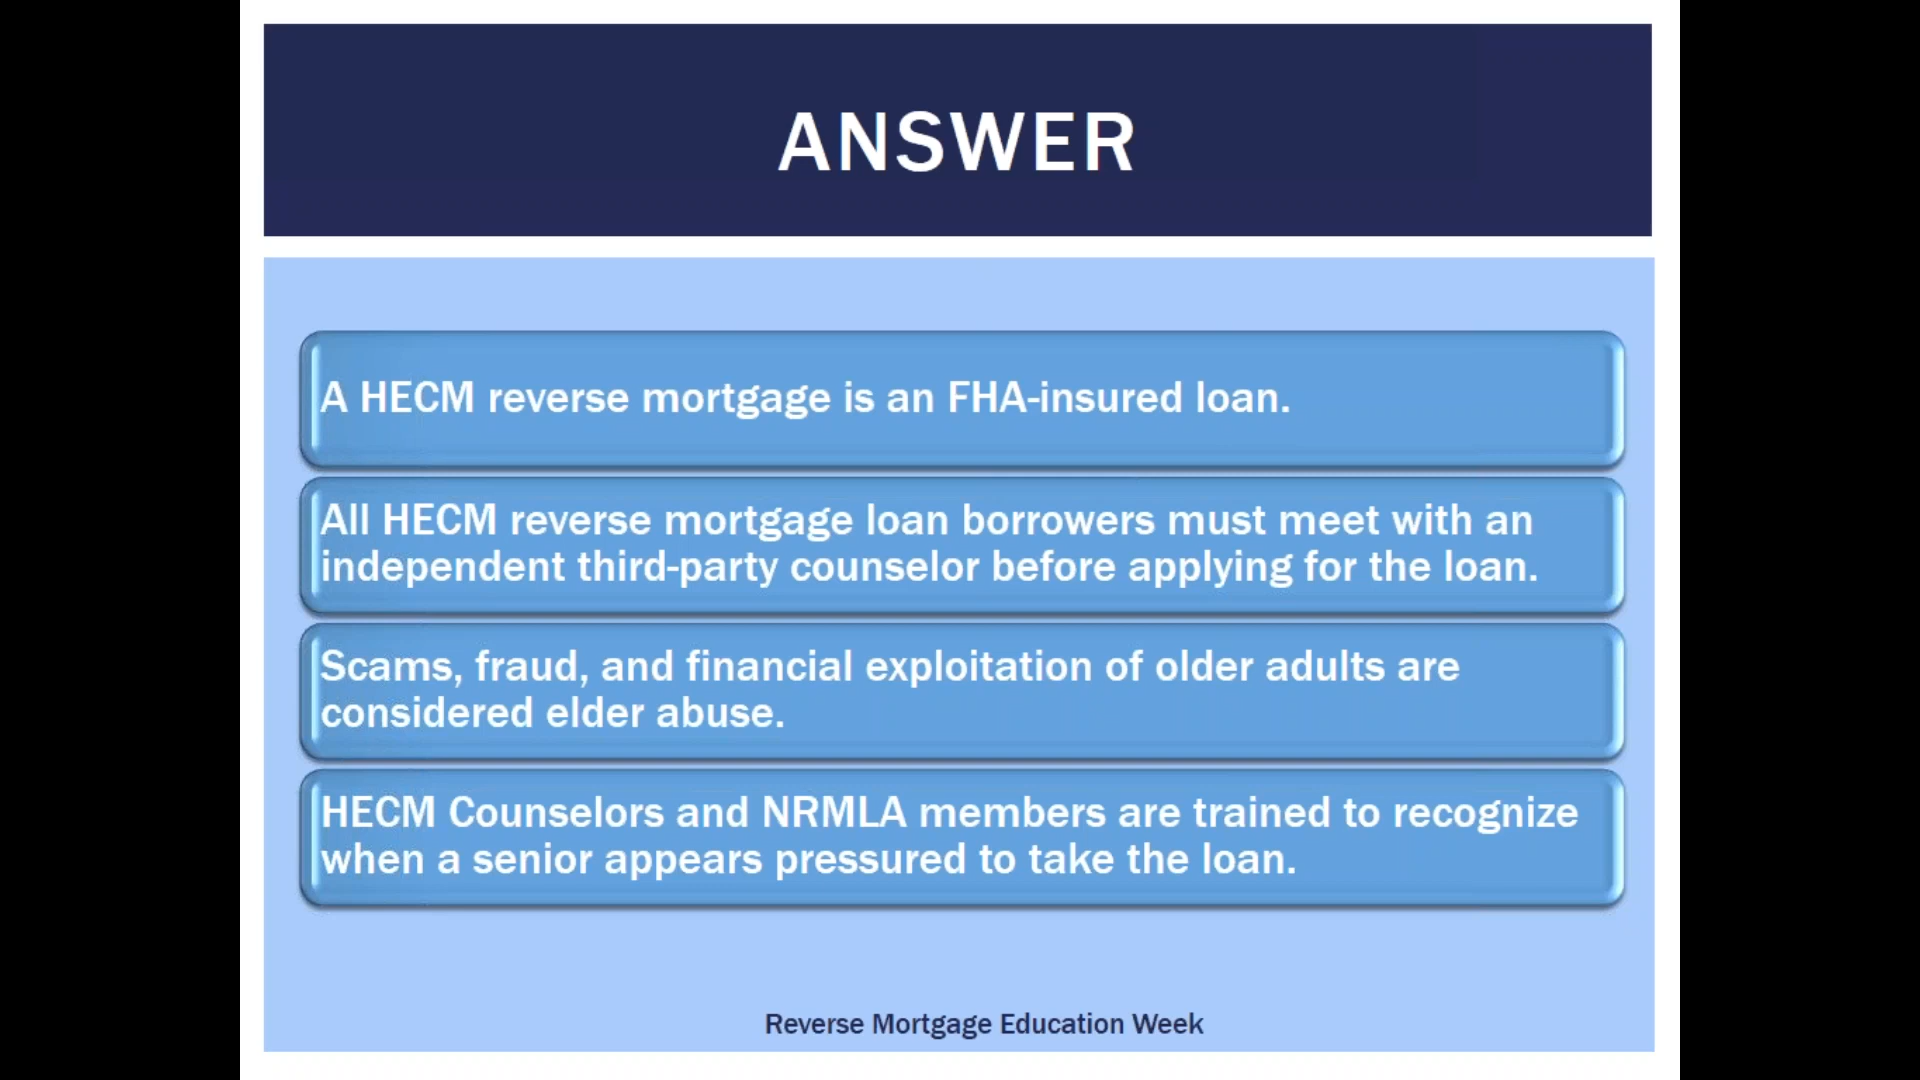 ANSWER
A HECM reverse mortgage is an FHA-insured loan.
All HECM reverse mortgage loan borrowers must meet with an
independent third-party counselor before applying for the loan.
Scams, fraud, and financial exploitation of older adults are
considered elder abuse.
HECM Counselors and NRMLA members are trained to recognize
when a senior appears pressured to take the loan.
Reverse Mortgage Education Week